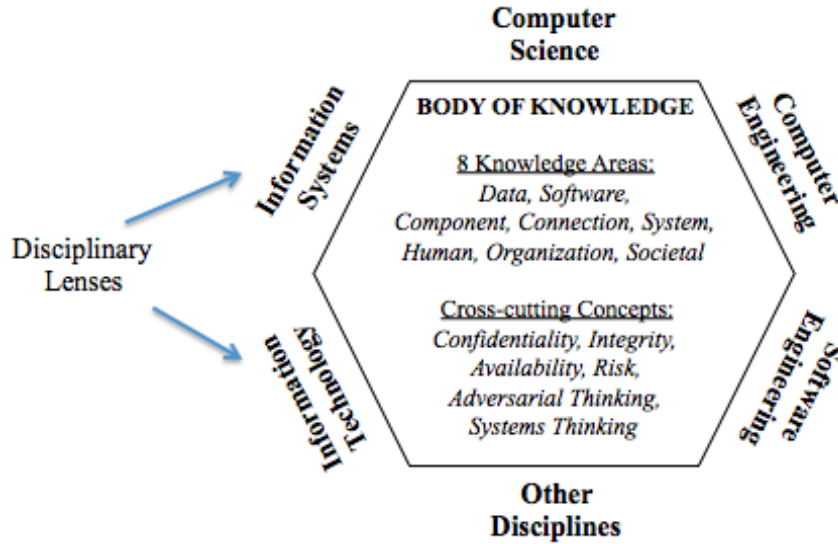 Computer
Science
Information
Systems
Computer
Engineering
BODY OF KNOWLEDGE
8 Knowledge Areas:
Data, Software,
Component, Connection, System,
Human, Organization, Societal
Disciplinary
Lenses
Cross-cutting Concepts:
Confidentiality, Integrity,
Availability, Risk,
Adversarial Thinking,
Systems Thinking
Information
Technology
Software
Engineering
Other
Disciplines